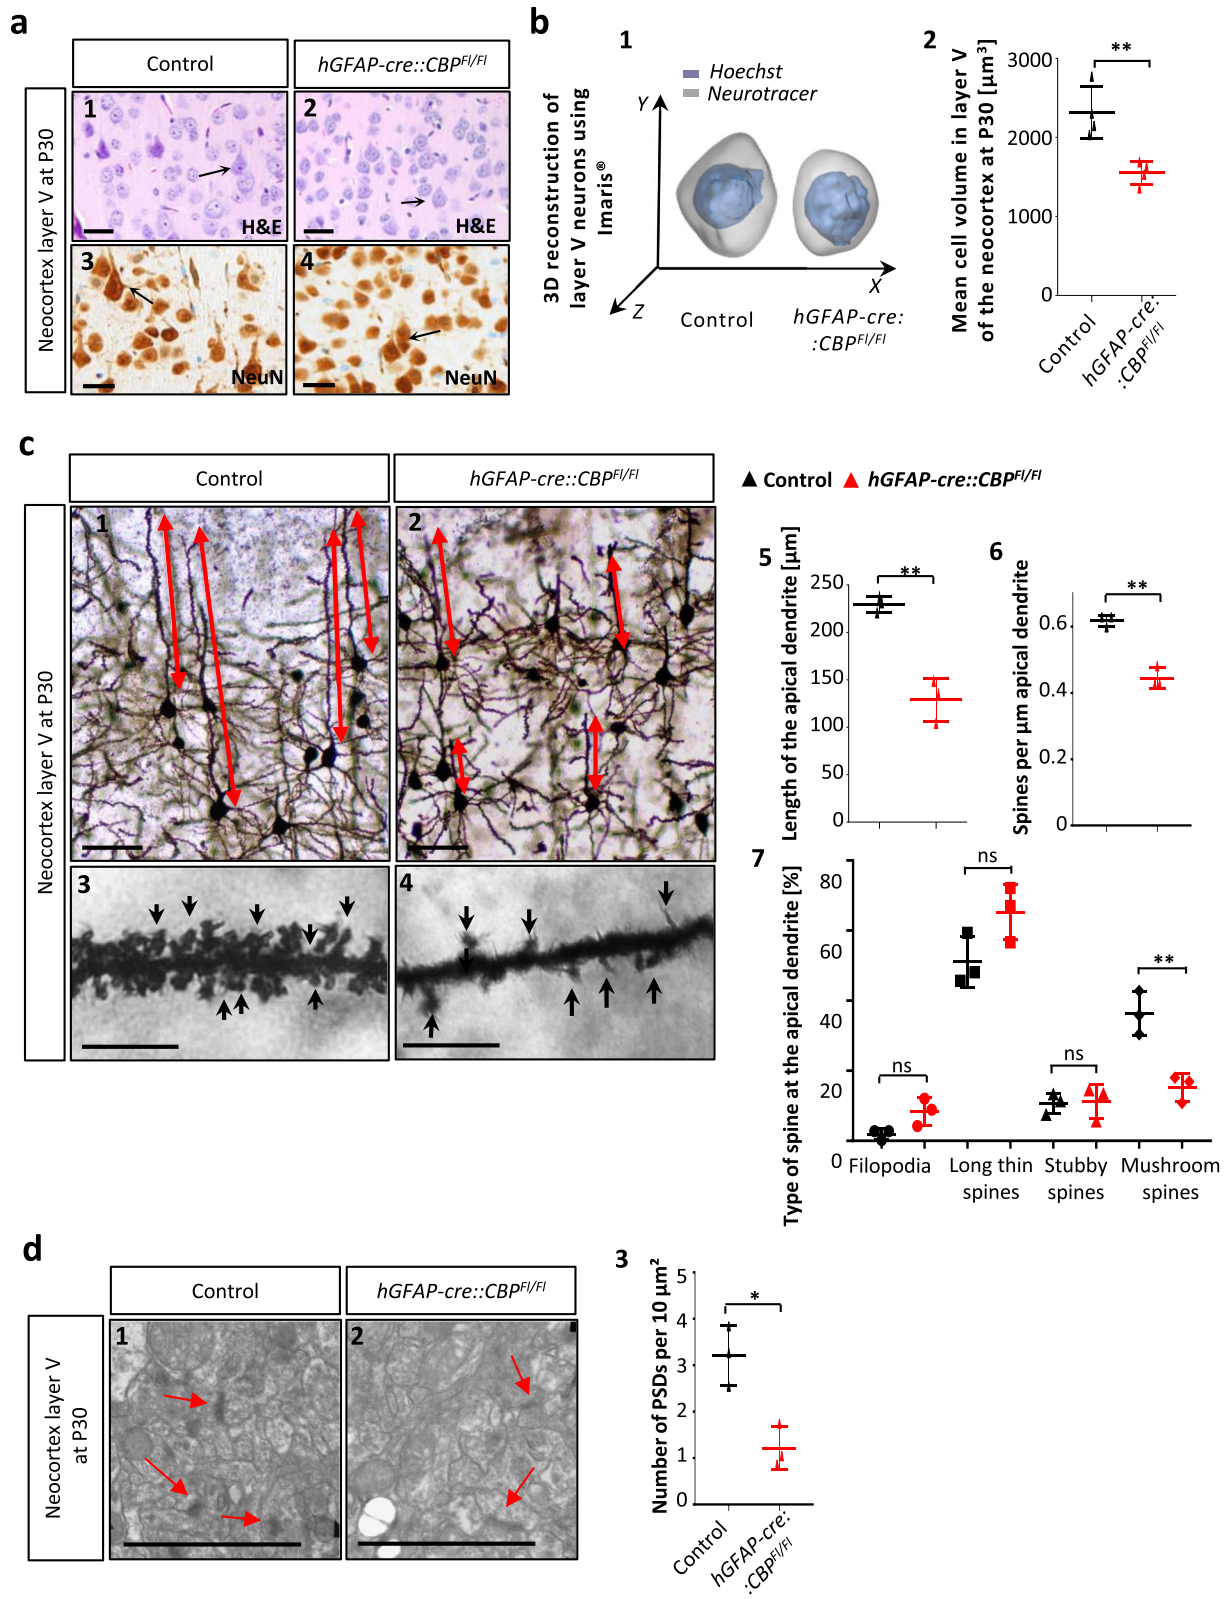 a
Control
hGFAP-cre::CBPFl/Fl
Neocortex layer V at P30
1
H&E
2
H&E
3
NeuN
4
NeuN
b
1
3D reconstruction of
layer V neurons using
Imaris®
Hoechst
Neurotracer
Y
X
Z
Control
hGFAP-cre:
:CBPFl/Fl
2
Mean cell volume in layer V
of the neocortex at P30 [µm³]
**
3000
2000
1000
0
Control
hGFAP-cre:
:CBPFl/Fl
c
Control
hGFAP-cre::CBPFl/Fl
Neocortex layer V at P30
1
2
3
4
Control
hGFAP-cre::CBPFl/Fl
5
Length of the apical dendrite [µm]
**
250
200
150
100
50
0
6
Spines per µm apical dendrite
**
0.6
0.4
0.2
0
7
Type of spine at the apical dendrite [%]
80
60
40
20
0
ns
ns
ns
**
Filopodia
Long thin
spines
Stubby
spines
Mushroom
spines
d
Control
hGFAP-cre::CBPFl/Fl
Neocortex layer V
at P30
1
2
3
Number of PSDs per 10 µm²
*
5
4
3
2
1
0
Control
hGFAP-cre:
:CBPFl/Fl